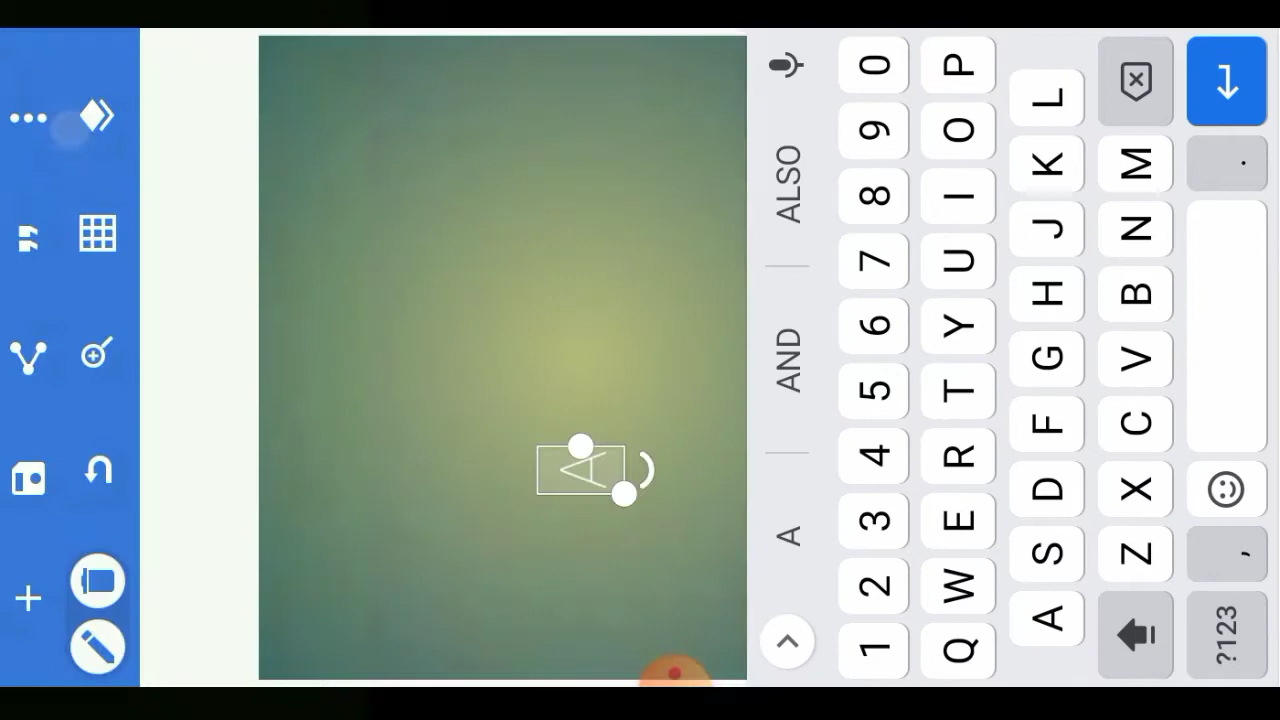 A
A AND ALSO
1 2 3 4 5 6 7 8 9 0
Q W E R T Y U I O P
A S D F G H J K L
Z X C V B N M
?123 , .